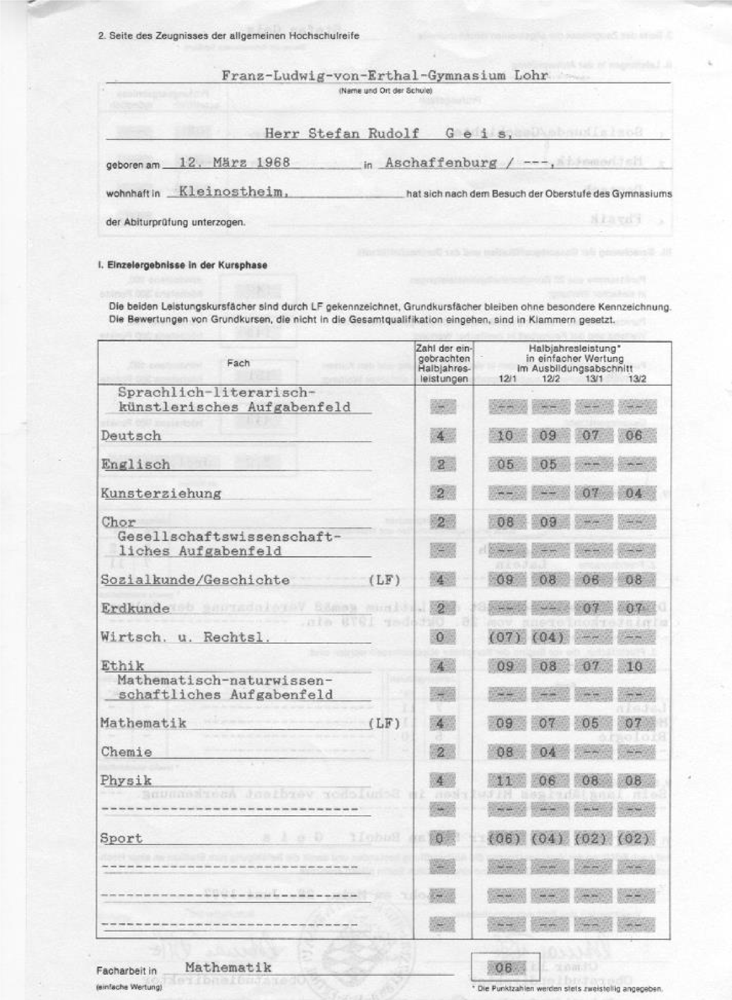 2. Seite des Zeugnisses der allgemeinen Hochschulreife
Franz-Ludwig-von-Erthal-Gymnasium Lohr
(Name und Ort der Schule)
Herr Stefan Rudolf G e i s,
geboren am 12. März 1968 in Aschaffenburg / ---,
wohnhaft in Kleinostheim, hat sich nach dem Besuch der Oberstufe des Gymnasiums
der Abiturprüfung unterzogen.
I. Einzelergebnisse in der Kursphase
Die beiden Leistungskursfächer sind durch LF gekennzeichnet, Grundkursfächer bleiben ohne besondere Kennzeichnung.
Die Bewertungen von Grundkursen, die nicht in die Gesamtqualifikation eingehen, sind in Klammern gesetzt.
Fach
Zahl der ein-
gebrachten
Halbjahres-
leistungen
Halbjahresleistung*
in einfacher Wertung
im Ausbildungsabschnitt
12/1 12/2 13/1 13/2
Sprachlich-literarisch-
künstlerisches Aufgabenfeld - -- -- -- --
Deutsch 4 10 09 07 06
Englisch 2 05 05 -- --
Kunsterziehung 2 -- -- 07 04
Chor 2 08 09 -- --
Gesellschaftswissenschaft-
liches Aufgabenfeld - -- -- -- --
Sozialkunde/Geschichte (LF) 4 09 08 06 08
Erdkunde 2 -- -- 07 07
Wirtsch. u. Rechtsl. 0 (07) (04) -- --
Ethik 4 09 08 07 10
Mathematisch-naturwissen-
schaftliches Aufgabenfeld - -- -- -- --
Mathematik (LF) 4 09 07 05 07
Chemie 2 08 04 -- --
Physik 4 11 06 08 08
------------------------------ - -- -- -- --
Sport 0 (06) (04) (02) (02)
------------------------------ - -- -- -- --
------------------------------ - -- -- -- --
------------------------------ - -- -- -- --
Facharbeit in Mathematik 06
(einfache Wertung)
* Die Punktzahlen werden stets zweistellig angegeben.